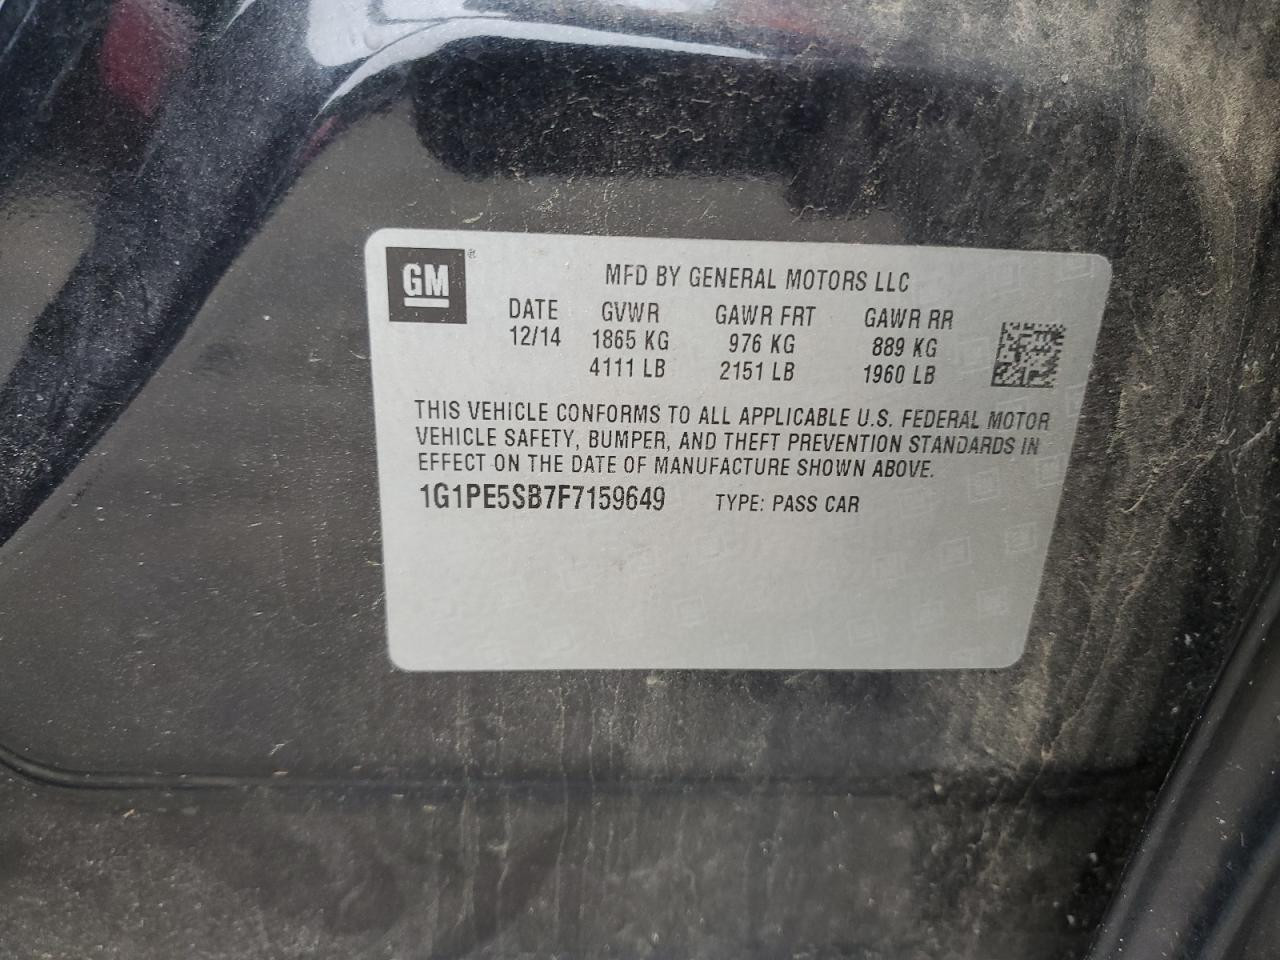 GM ®
MFD BY GENERAL MOTORS LLC
DATE GVWR GAWR FRT GAWR RR
12/14 1865 KG 976 KG 889 KG
4111 LB 2151 LB 1960 LB
THIS VEHICLE CONFORMS TO ALL APPLICABLE U.S. FEDERAL MOTOR
VEHICLE SAFETY, BUMPER, AND THEFT PREVENTION STANDARDS IN
EFFECT ON THE DATE OF MANUFACTURE SHOWN ABOVE.
1G1PE5SB7F7159649 TYPE: PASS CAR